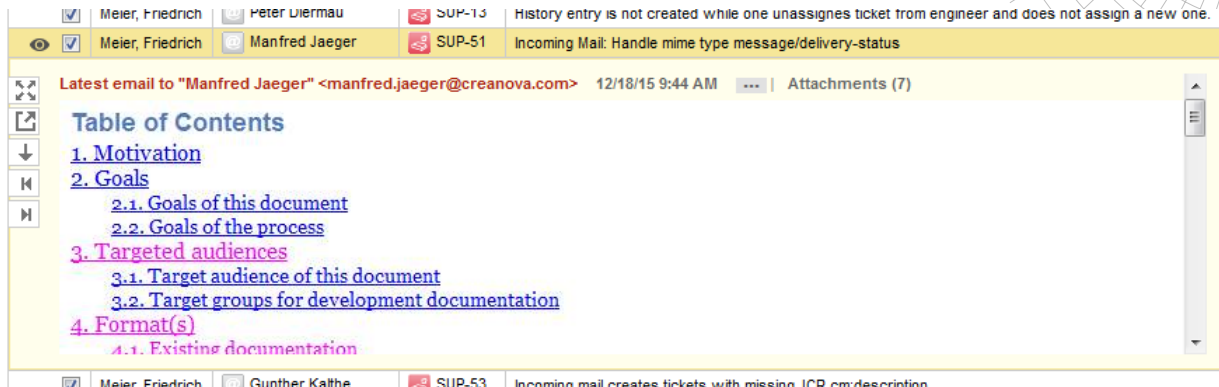 Meier, Friedrich Peter Diermau SUP-13 History entry is not created while one unassignes ticket from engineer and does not assign a new one.
Meier, Friedrich Manfred Jaeger SUP-51 Incoming Mail: Handle mime type message/delivery-status
Latest email to "Manfred Jaeger" <manfred.jaeger@creanova.com> 12/18/15 9:44 AM ... | Attachments (7)
Table of Contents
1. Motivation
2. Goals
2.1. Goals of this document
2.2. Goals of the process
3. Targeted audiences
3.1. Target audience of this document
3.2. Target groups for development documentation
4. Format(s)
4.1. Existing documentation
Meier, Friedrich Gunther Kalthe SUP-53 Incoming mail creates tickets with missing JCR cm:description